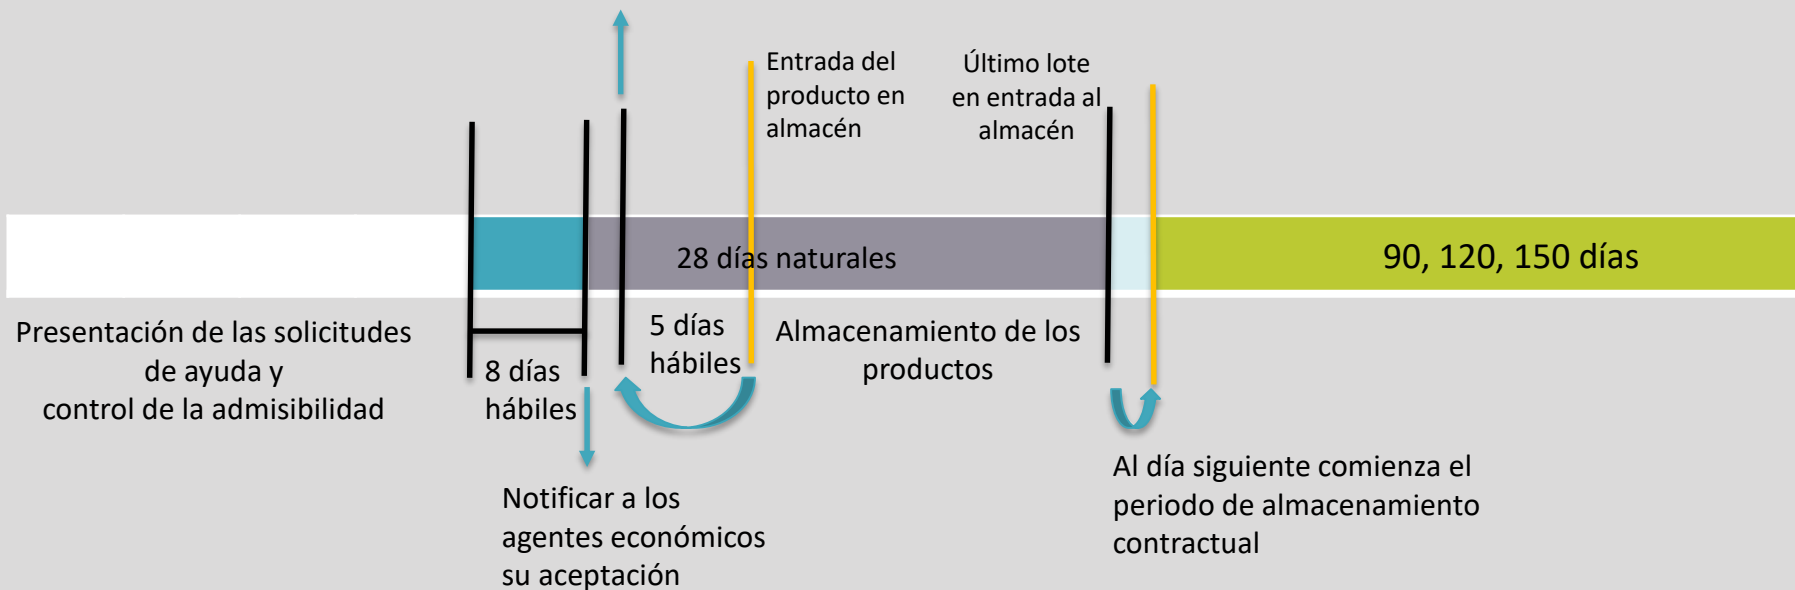 Entrada del
producto en
almacén
Último lote
en entrada al
almacén
28 días naturales
90, 120, 150 días
Presentación de las solicitudes
de ayuda y
control de la admisibilidad
8 días
hábiles
5 días
hábiles
Almacenamiento de los
productos
Notificar a los
agentes económicos
su aceptación
Al día siguiente comienza el
periodo de almacenamiento
contractual